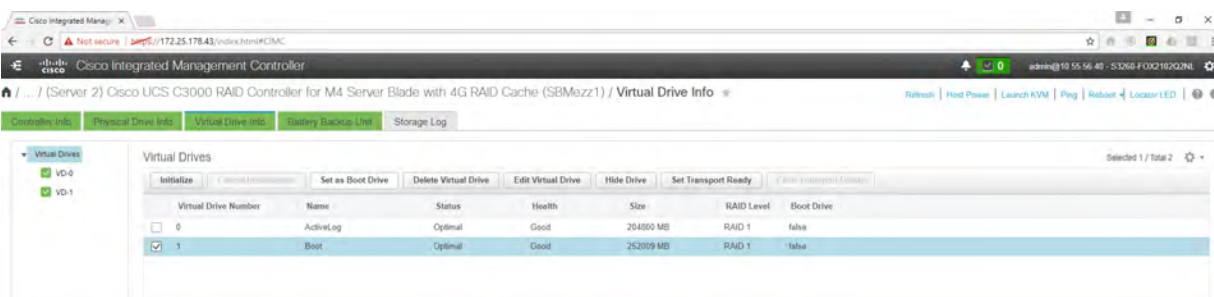 Cisco Integrated Manag
Not secure | https://172.25.178.43/index.html#CIMC
cisco Cisco Integrated Management Controller
0 admin@10.55.56.40 - S3260-FOX2102Q2NL
/ ... / (Server 2) Cisco UCS C3000 RAID Controller for M4 Server Blade with 4G RAID Cache (SBMezz1) / Virtual Drive Info
Refresh | Host Power | Launch KVM | Ping | Reboot | Locator LED |
Controller Info Physical Drive Info Virtual Drive Info Battery Backup Unit Storage Log
Virtual Drives
VD-0
VD-1
Virtual Drives
Selected 1 / Total 2
Initialize Cancel Initialization Set as Boot Drive Delete Virtual Drive Edit Virtual Drive Hide Drive Set Transport Ready Clear Transport Ready
Virtual Drive Number Name Status Health Size RAID Level Boot Drive
0 ActiveLog Optimal Good 204800 MB RAID 1 false
1 Boot Optimal Good 252009 MB RAID 1 false